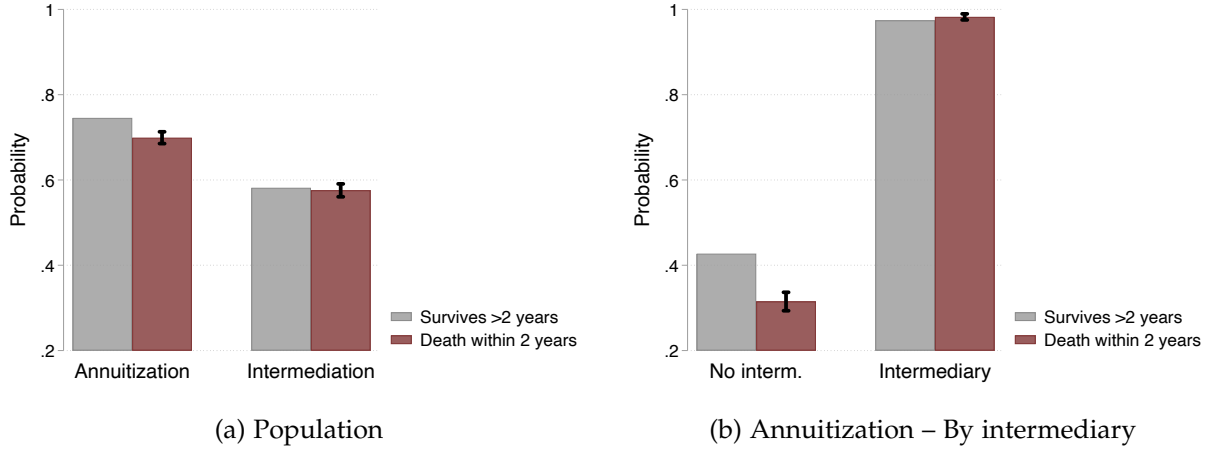 Probability
1
.8
.6
.4
.2
Annuitization
Intermediation
Survives >2 years
Death within 2 years
(a) Population
Probability
1
.8
.6
.4
.2
No interm.
Intermediary
Survives >2 years
Death within 2 years
(b) Annuitization – By intermediary